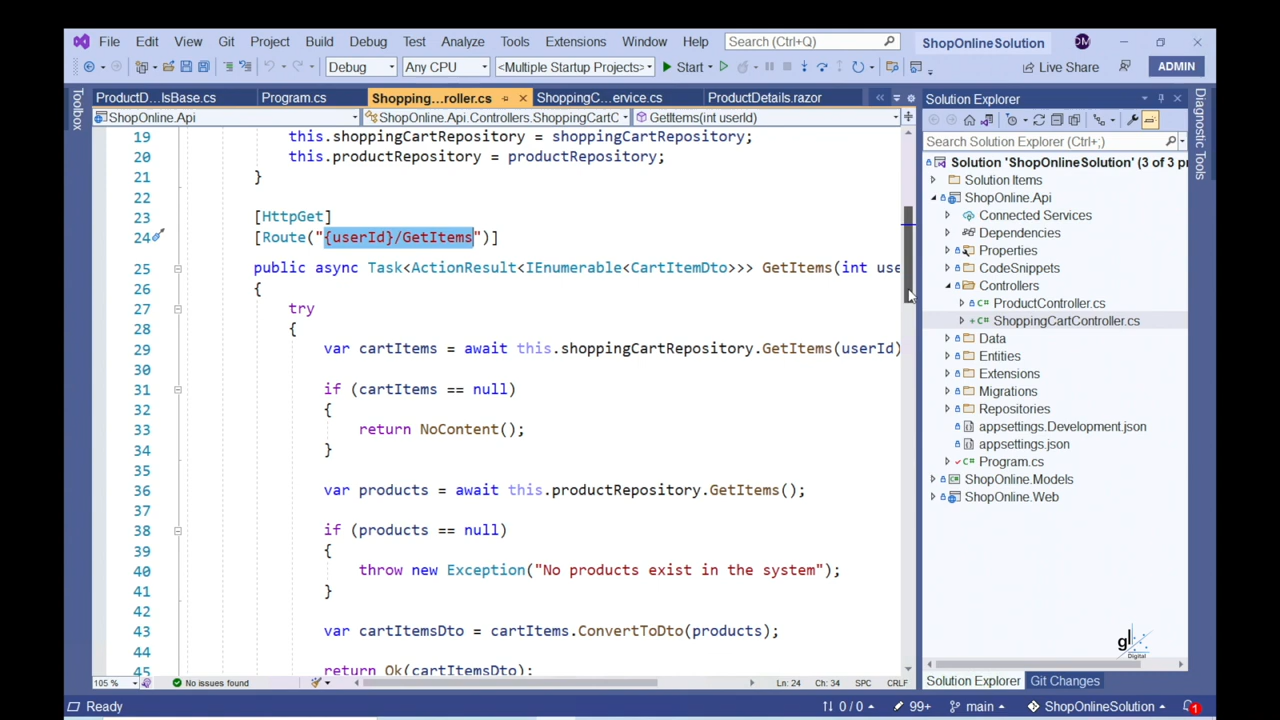 File Edit View Git Project Build Debug Test Analyze Tools Extensions Window Help Search (Ctrl+Q) ShopOnlineSolution DM
Debug Any CPU <Multiple Startup Projects> Start Live Share ADMIN
Toolbox
ProductD...lsBase.cs Program.cs Shopping...roller.cs ShoppingC...ervice.cs ProductDetails.razor
ShopOnline.Api ShopOnline.Api.Controllers.ShoppingCartC GetItems(int userId)
19 this.shoppingCartRepository = shoppingCartRepository;
20 this.productRepository = productRepository;
21 }
22
23 [HttpGet]
24 [Route("{userId}/GetItems")]
25 public async Task<ActionResult<IEnumerable<CartItemDto>>> GetItems(int use
26 {
27 try
28 {
29 var cartItems = await this.shoppingCartRepository.GetItems(userId)
30
31 if (cartItems == null)
32 {
33 return NoContent();
34 }
35
36 var products = await this.productRepository.GetItems();
37
38 if (products == null)
39 {
40 throw new Exception("No products exist in the system");
41 }
42
43 var cartItemsDto = cartItems.ConvertToDto(products);
44
45 return Ok(cartItemsDto);
105 % No issues found Ln: 24 Ch: 34 SPC CRLF
Solution Explorer
Search Solution Explorer (Ctrl+;)
Solution 'ShopOnlineSolution' (3 of 3 pr
Solution Items
ShopOnline.Api
Connected Services
Dependencies
Properties
CodeSnippets
Controllers
ProductController.cs
ShoppingCartController.cs
Data
Entities
Extensions
Migrations
Repositories
appsettings.Development.json
appsettings.json
Program.cs
ShopOnline.Models
ShopOnline.Web
gl
Digital
Solution Explorer Git Changes
Diagnostic Tools
Ready 0 / 0 99+ main ShopOnlineSolution 1